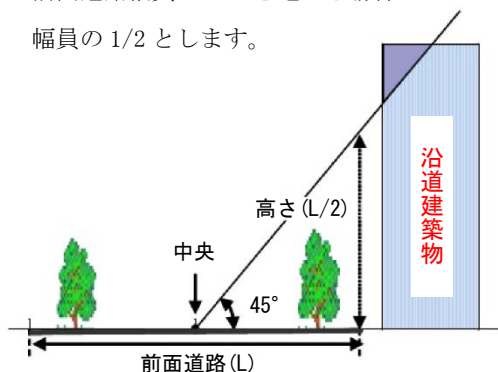 幅員の 1/2 とします。
沿道建築物
高さ(L/2)
中央
45°
前面道路(L)